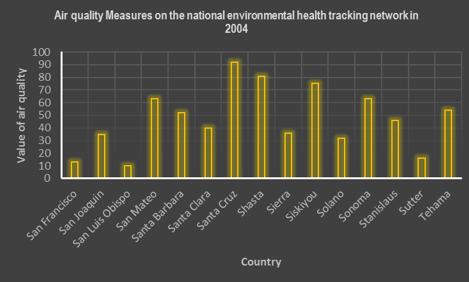 Air quality Measures on the national environmental health tracking network in
2004
Value of air quality
100
90
80
70
60
50
40
30
20
10
0
San Francisco
San Joaquin
San Luis Obispo
San Mateo
Santa Barbara
Santa Clara
Santa Cruz
Shasta
Sierra
Siskiyou
Solano
Sonoma
Stanislaus
Sutter
Tehama
Country